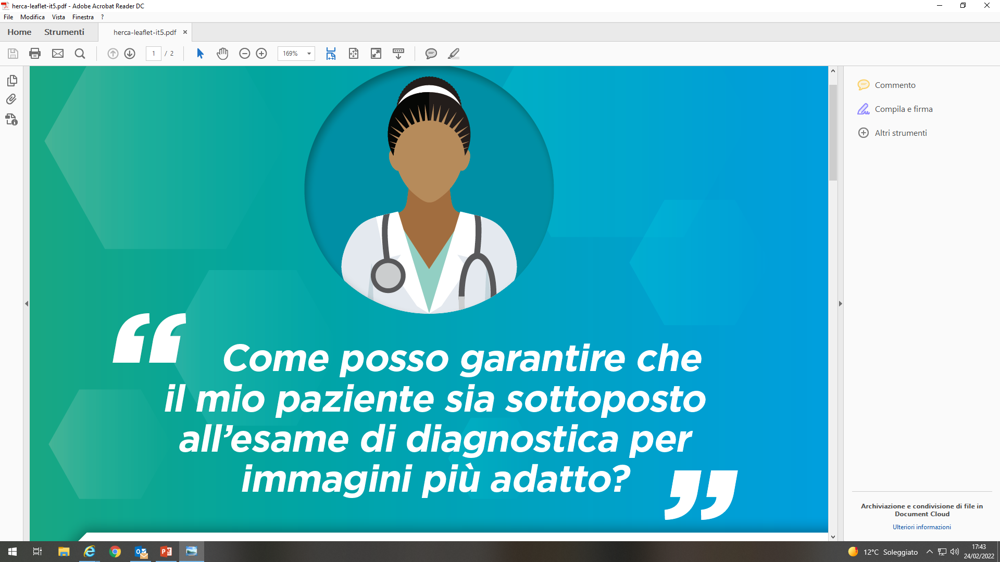 herca-leaflet-it5.pdf - Adobe Acrobat Reader DC
File Modifica Vista Finestra ?
Home Strumenti herca-leaflet-it5.pdf ×
1 / 2 169%
Commento
Compila e firma
Altri strumenti
“ Come posso garantire che
il mio paziente sia sottoposto
all’esame di diagnostica per
immagini più adatto? ”
Archiviazione e condivisione di file in
Document Cloud
Ulteriori informazioni
12°C Soleggiato
17:43
24/02/2022